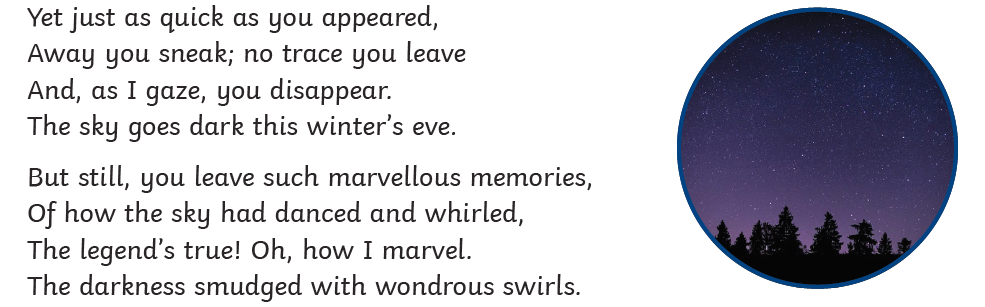 Yet just as quick as you appeared,
Away you sneak; no trace you leave
And, as I gaze, you disappear.
The sky goes dark this winter’s eve.
But still, you leave such marvellous memories,
Of how the sky had danced and whirled,
The legend’s true! Oh, how I marvel.
The darkness smudged with wondrous swirls.